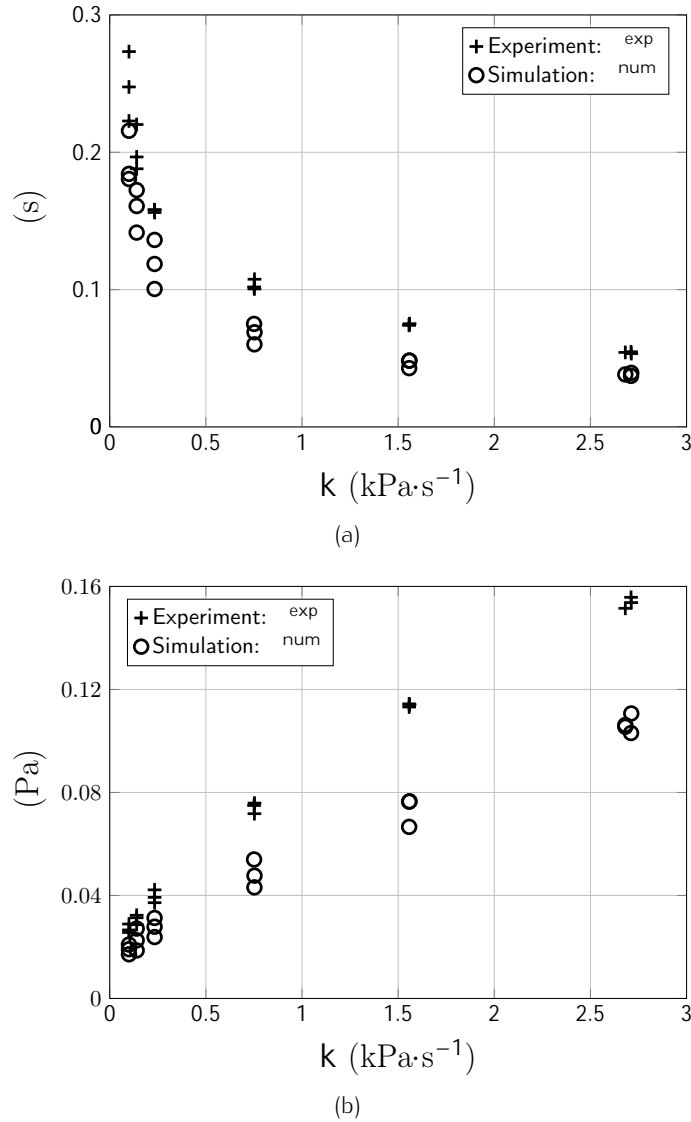 0.3
0.2
0.1
0
(s)
Experiment: exp
Simulation: num
0 0.5 1 1.5 2 2.5 3
k (kPa·s⁻¹)
(a)
0.16
0.12
0.08
0.04
0
(Pa)
Experiment: exp
Simulation: num
0 0.5 1 1.5 2 2.5 3
k (kPa·s⁻¹)
(b)